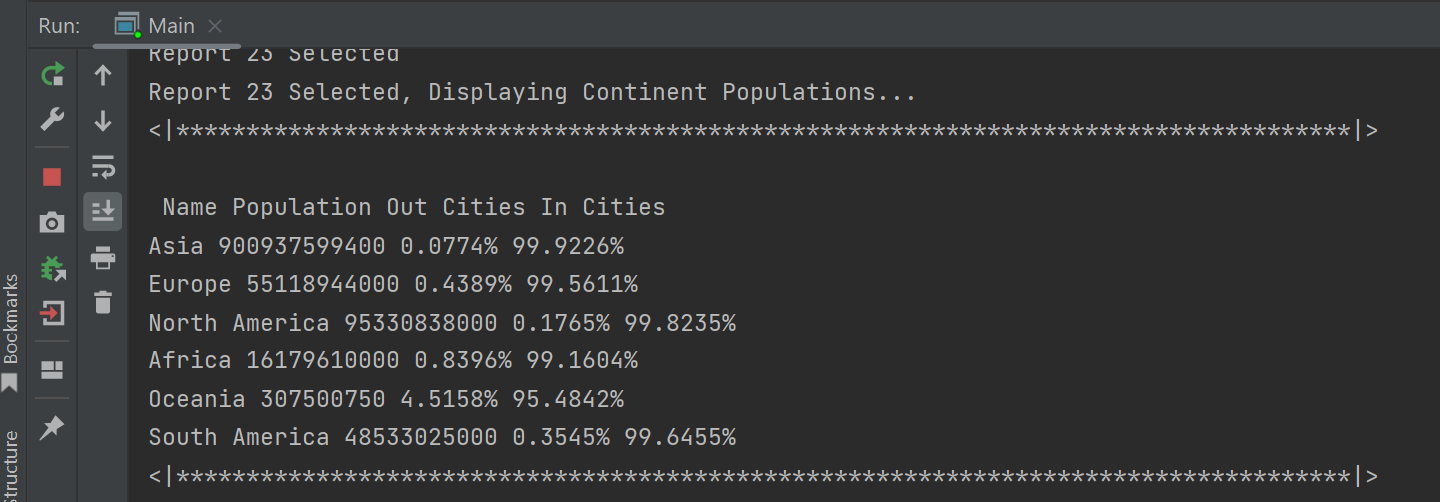 Run: Main
Report 23 Selected
Report 23 Selected, Displaying Continent Populations...
<|************************************************************************************|>
Name Population Out Cities In Cities
Asia 900937599400 0.0774% 99.9226%
Europe 55118944000 0.4389% 99.5611%
North America 95330838000 0.1765% 99.8235%
Africa 16179610000 0.8396% 99.1604%
Oceania 307500750 4.5158% 95.4842%
South America 48533025000 0.3545% 99.6455%
<|************************************************************************************|>
Bookmarks
Structure